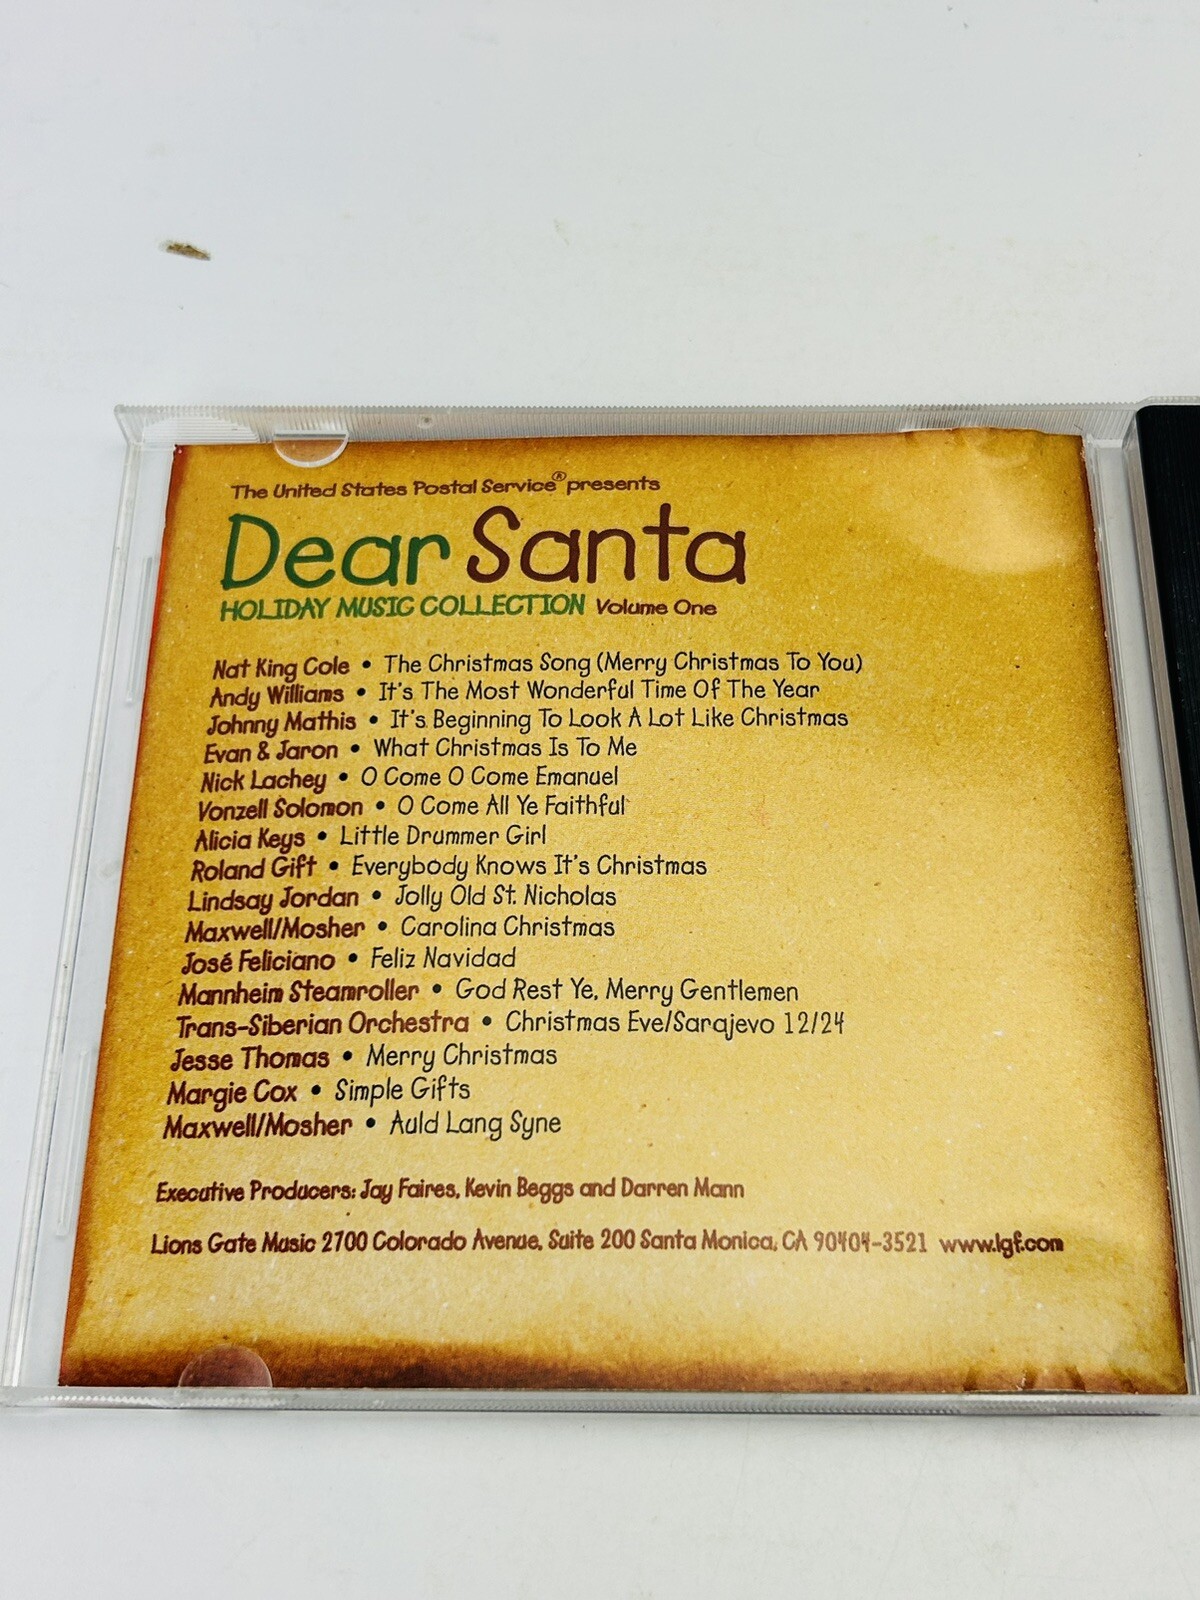 The United States Postal Service® presents
Dear Santa
HOLIDAY MUSIC COLLECTION Volume One
Nat King Cole • The Christmas Song (Merry Christmas To You)
Andy Williams • It's The Most Wonderful Time Of The Year
Johnny Mathis • It's Beginning To Look A Lot Like Christmas
Evan & Jaron • What Christmas Is To Me
Nick Lachey • O Come O Come Emanuel
Vonzell Solomon • O Come All Ye Faithful
Alicia Keys • Little Drummer Girl
Roland Gift • Everybody Knows It's Christmas
Lindsay Jordan • Jolly Old St. Nicholas
Maxwell/Mosher • Carolina Christmas
José Feliciano • Feliz Navidad
Mannheim Steamroller • God Rest Ye, Merry Gentlemen
Trans-Siberian Orchestra • Christmas Eve/Sarajevo 12/24
Jesse Thomas • Merry Christmas
Margie Cox • Simple Gifts
Maxwell/Mosher • Auld Lang Syne
Executive Producers: Jay Faires, Kevin Beggs and Darren Mann
Lions Gate Music 2700 Colorado Avenue, Suite 200 Santa Monica, CA 90404-3521 www.lgf.com